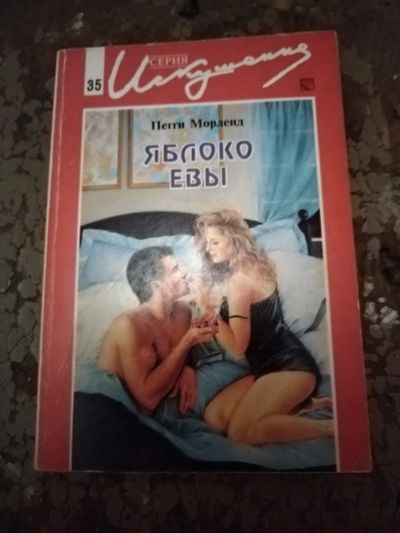 СЕРИЯ
Искушение
35
Пегги Морленд
ЯБЛОКО
ЕВЫ